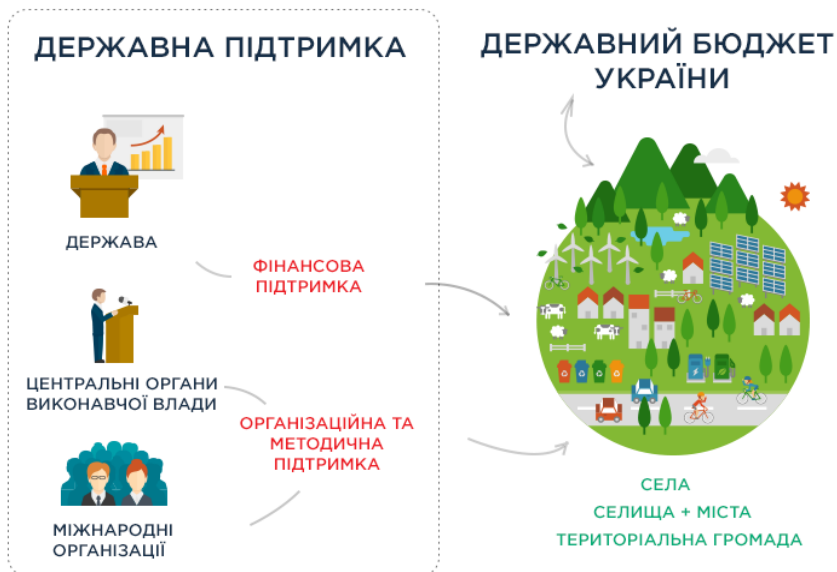 ДЕРЖАВНА ПІДТРИМКА
ДЕРЖАВА
ФІНАНСОВА
ПІДТРИМКА
ЦЕНТРАЛЬНІ ОРГАНИ
ВИКОНАВЧОЇ ВЛАДИ
ОРГАНІЗАЦІЙНА ТА
МЕТОДИЧНА
ПІДТРИМКА
МІЖНАРОДНІ
ОРГАНІЗАЦІЇ
ДЕРЖАВНИЙ БЮДЖЕТ
УКРАЇНИ
СЕЛА
СЕЛИЩА + МІСТА
ТЕРИТОРІАЛЬНА ГРОМАДА